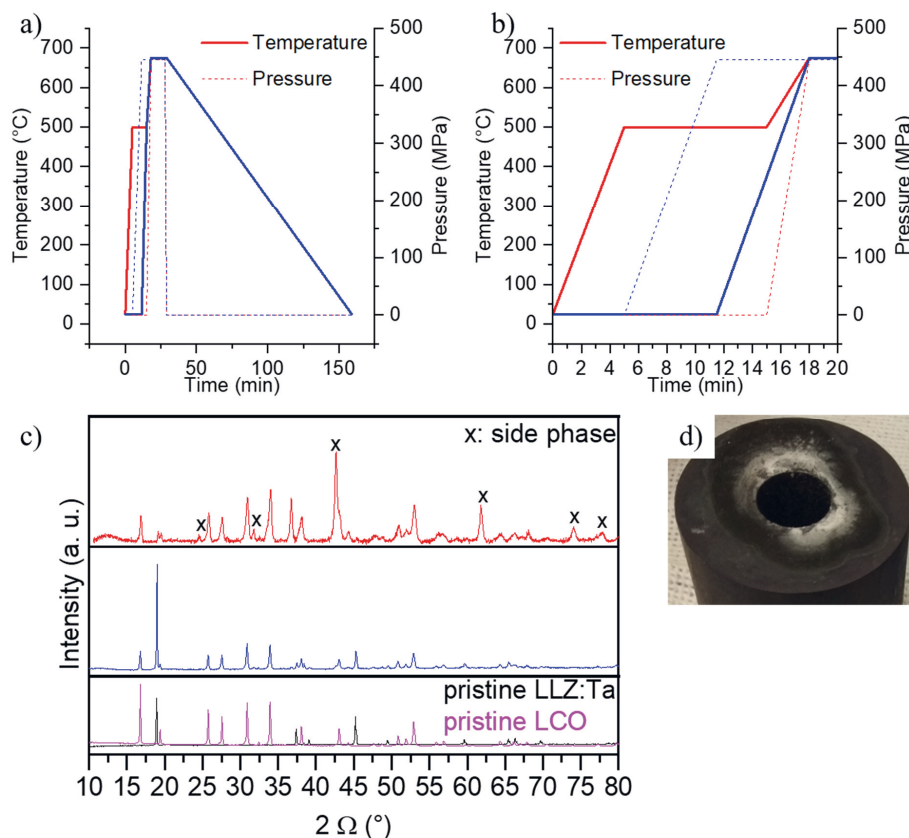 a)
Temperature
Pressure
Temperature (°C)
700
600
500
400
300
200
100
0
Pressure (MPa)
500
400
300
200
100
0
0 50 100 150
Time (min)
b)
Temperature
Pressure
Temperature (°C)
700
600
500
400
300
200
100
0
Pressure (MPa)
500
400
300
200
100
0
0 2 4 6 8 10 12 14 16 18 20
Time (min)
c)
x: side phase
x
x
x
x
x
x
Intensity (a. u.)
pristine LLZ:Ta
pristine LCO
10 15 20 25 30 35 40 45 50 55 60 65 70 75 80
2 Ω (°)
d)